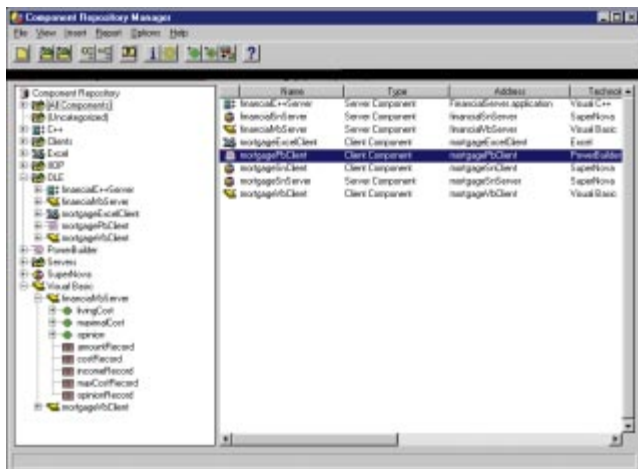 Component Repository Manager
File View Insert Report Options Help
Name Type Address Technol
Component Repository
[All Components]
(Uncategorized)
C++
Clients
Excel
IIOP
OLE
financialC++Server
financialVbServer
mortgageExcelClient
mortgagePbClient
mortgageVbClient
PowerBuilder
Servers
SuperNova
Visual Basic
financialVbServer
livingCost
maximalCost
opinion
amountRecord
costRecord
incomeRecord
maxCostRecord
opinionRecord
mortgageVbClient
financialC++Server Server Component FinancialServer.application Visual C++
financialSnServer Server Component financialSnServer SuperNova
financialVbServer Server Component financialVbServer Visual Basic
mortgageExcelClient Client Component mortgageExcelClient Excel
mortgagePbClient Client Component mortgagePbClient PowerBuilder
mortgageSnClient Client Component mortgageSnClient SuperNova
mortgageSnServer Server Component mortgageSnServer SuperNova
mortgageVbClient Client Component mortgageVbClient Visual Basic